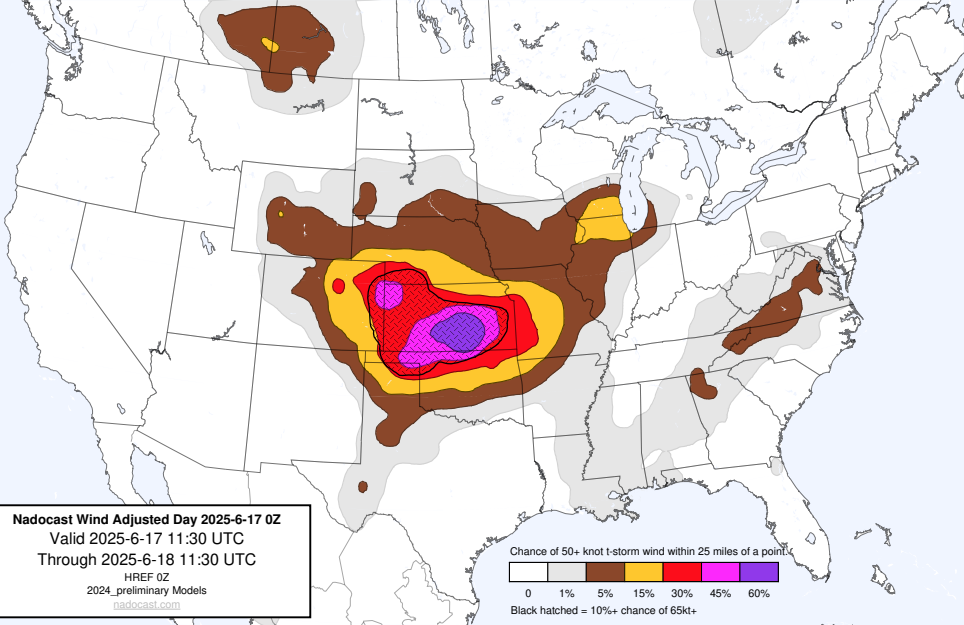 Nadocast Wind Adjusted Day 2025-6-17 0Z
Valid 2025-6-17 11:30 UTC
Through 2025-6-18 11:30 UTC
HREF 0Z
2024_preliminary Models
nadocast.com
Chance of 50+ knot t-storm wind within 25 miles of a point.
0 1% 5% 15% 30% 45% 60%
Black hatched = 10%+ chance of 65kt+